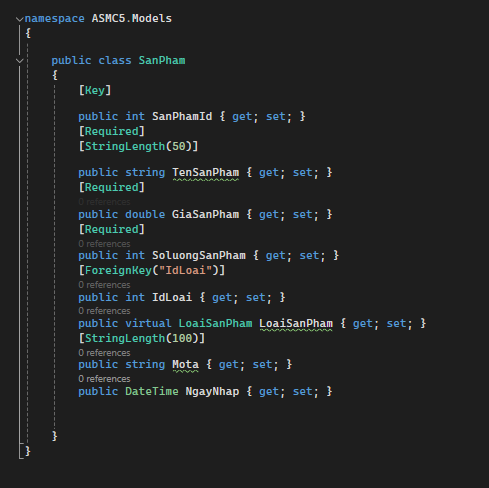 namespace ASMC5.Models
{
public class SanPham
{
[Key]
public int SanPhamId { get; set; }
[Required]
[StringLength(50)]
public string TenSanPham { get; set; }
[Required]
0 references
public double GiaSanPham { get; set; }
[Required]
0 references
public int SoluongSanPham { get; set; }
[ForeignKey("IdLoai")]
0 references
public int IdLoai { get; set; }
0 references
public virtual LoaiSanPham LoaiSanPham { get; set; }
[StringLength(100)]
0 references
public string Mota { get; set; }
0 references
public DateTime NgayNhap { get; set; }
}
}